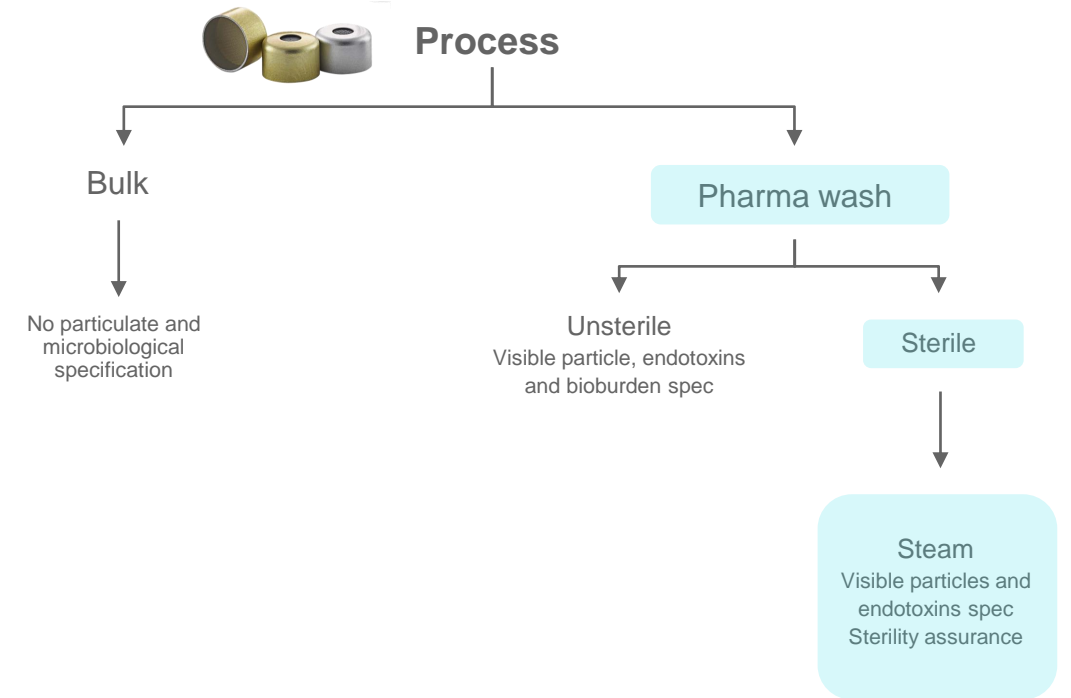 Process
Bulk
Pharma wash
No particulate and
microbiological
specification
Unsterile
Visible particle, endotoxins
and bioburden spec
Sterile
Steam
Visible particles and
endotoxins spec
Sterility assurance